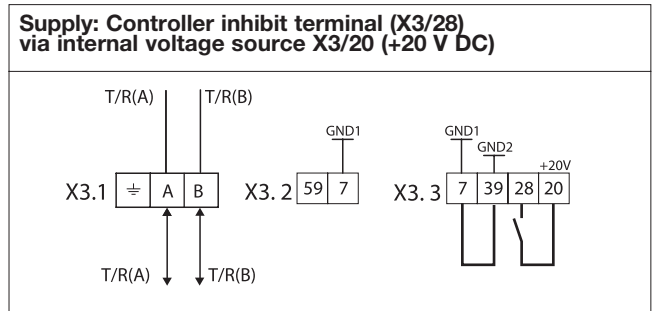 Supply: Controller inhibit terminal (X3/28)
via internal voltage source X3/20 (+20 V DC)
T/R(A) T/R(B)
GND1 GND1
GND2
+20V
X3.1 A B X3. 2 59 7 X3. 3 7 39 28 20
T/R(A) T/R(B)